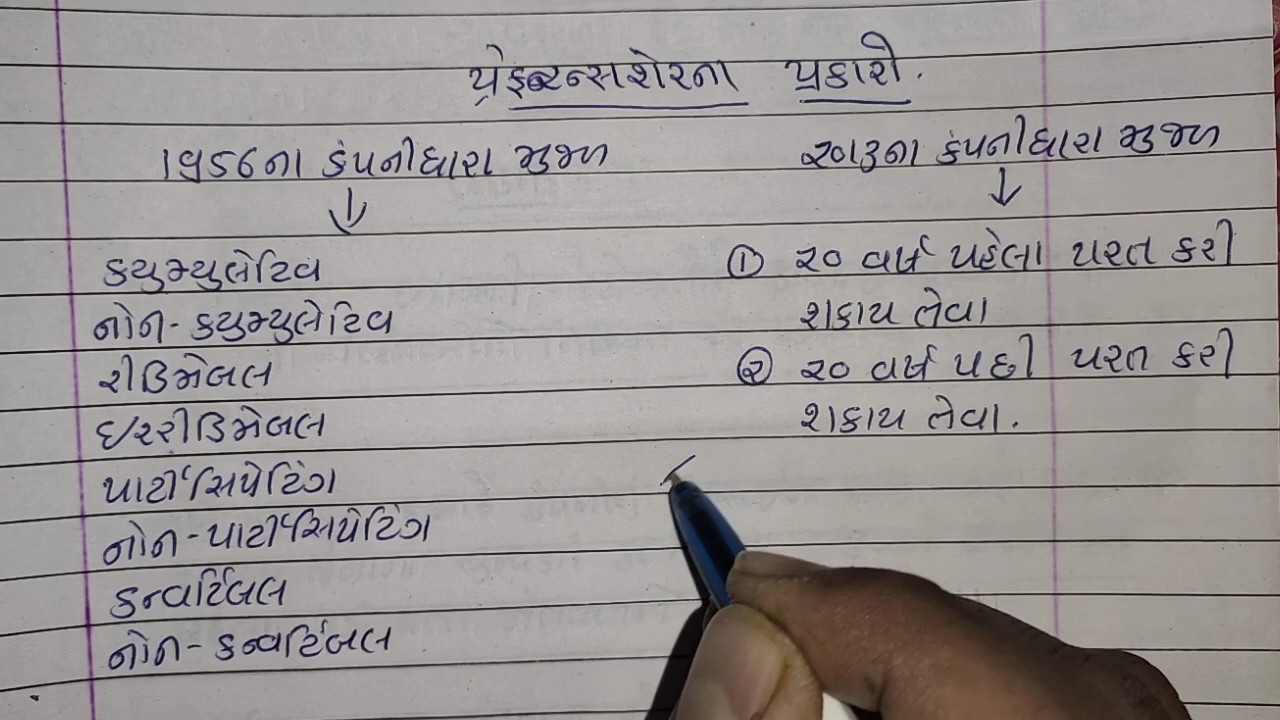 પ્રેફરન્સશેરના પ્રકારો.
1956ના કંપનીધારા મુજબ
૨૦૧૩ના કંપનીધારા મુજબ
ક્યુમ્યુલેટિવ
નોન-ક્યુમ્યુલેટિવ
રીડિમેબલ
ઇરરીડિમેબલ
પાર્ટીસિપેટિંગ
નોન-પાર્ટીસિપેટિંગ
કન્વર્ટિબલ
નોન-કન્વર્ટિબલ
① ૨૦ વર્ષ પહેલા પરત કરી
શકાય તેવા
② ૨૦ વર્ષ પછી પરત કરી
શકાય તેવા.